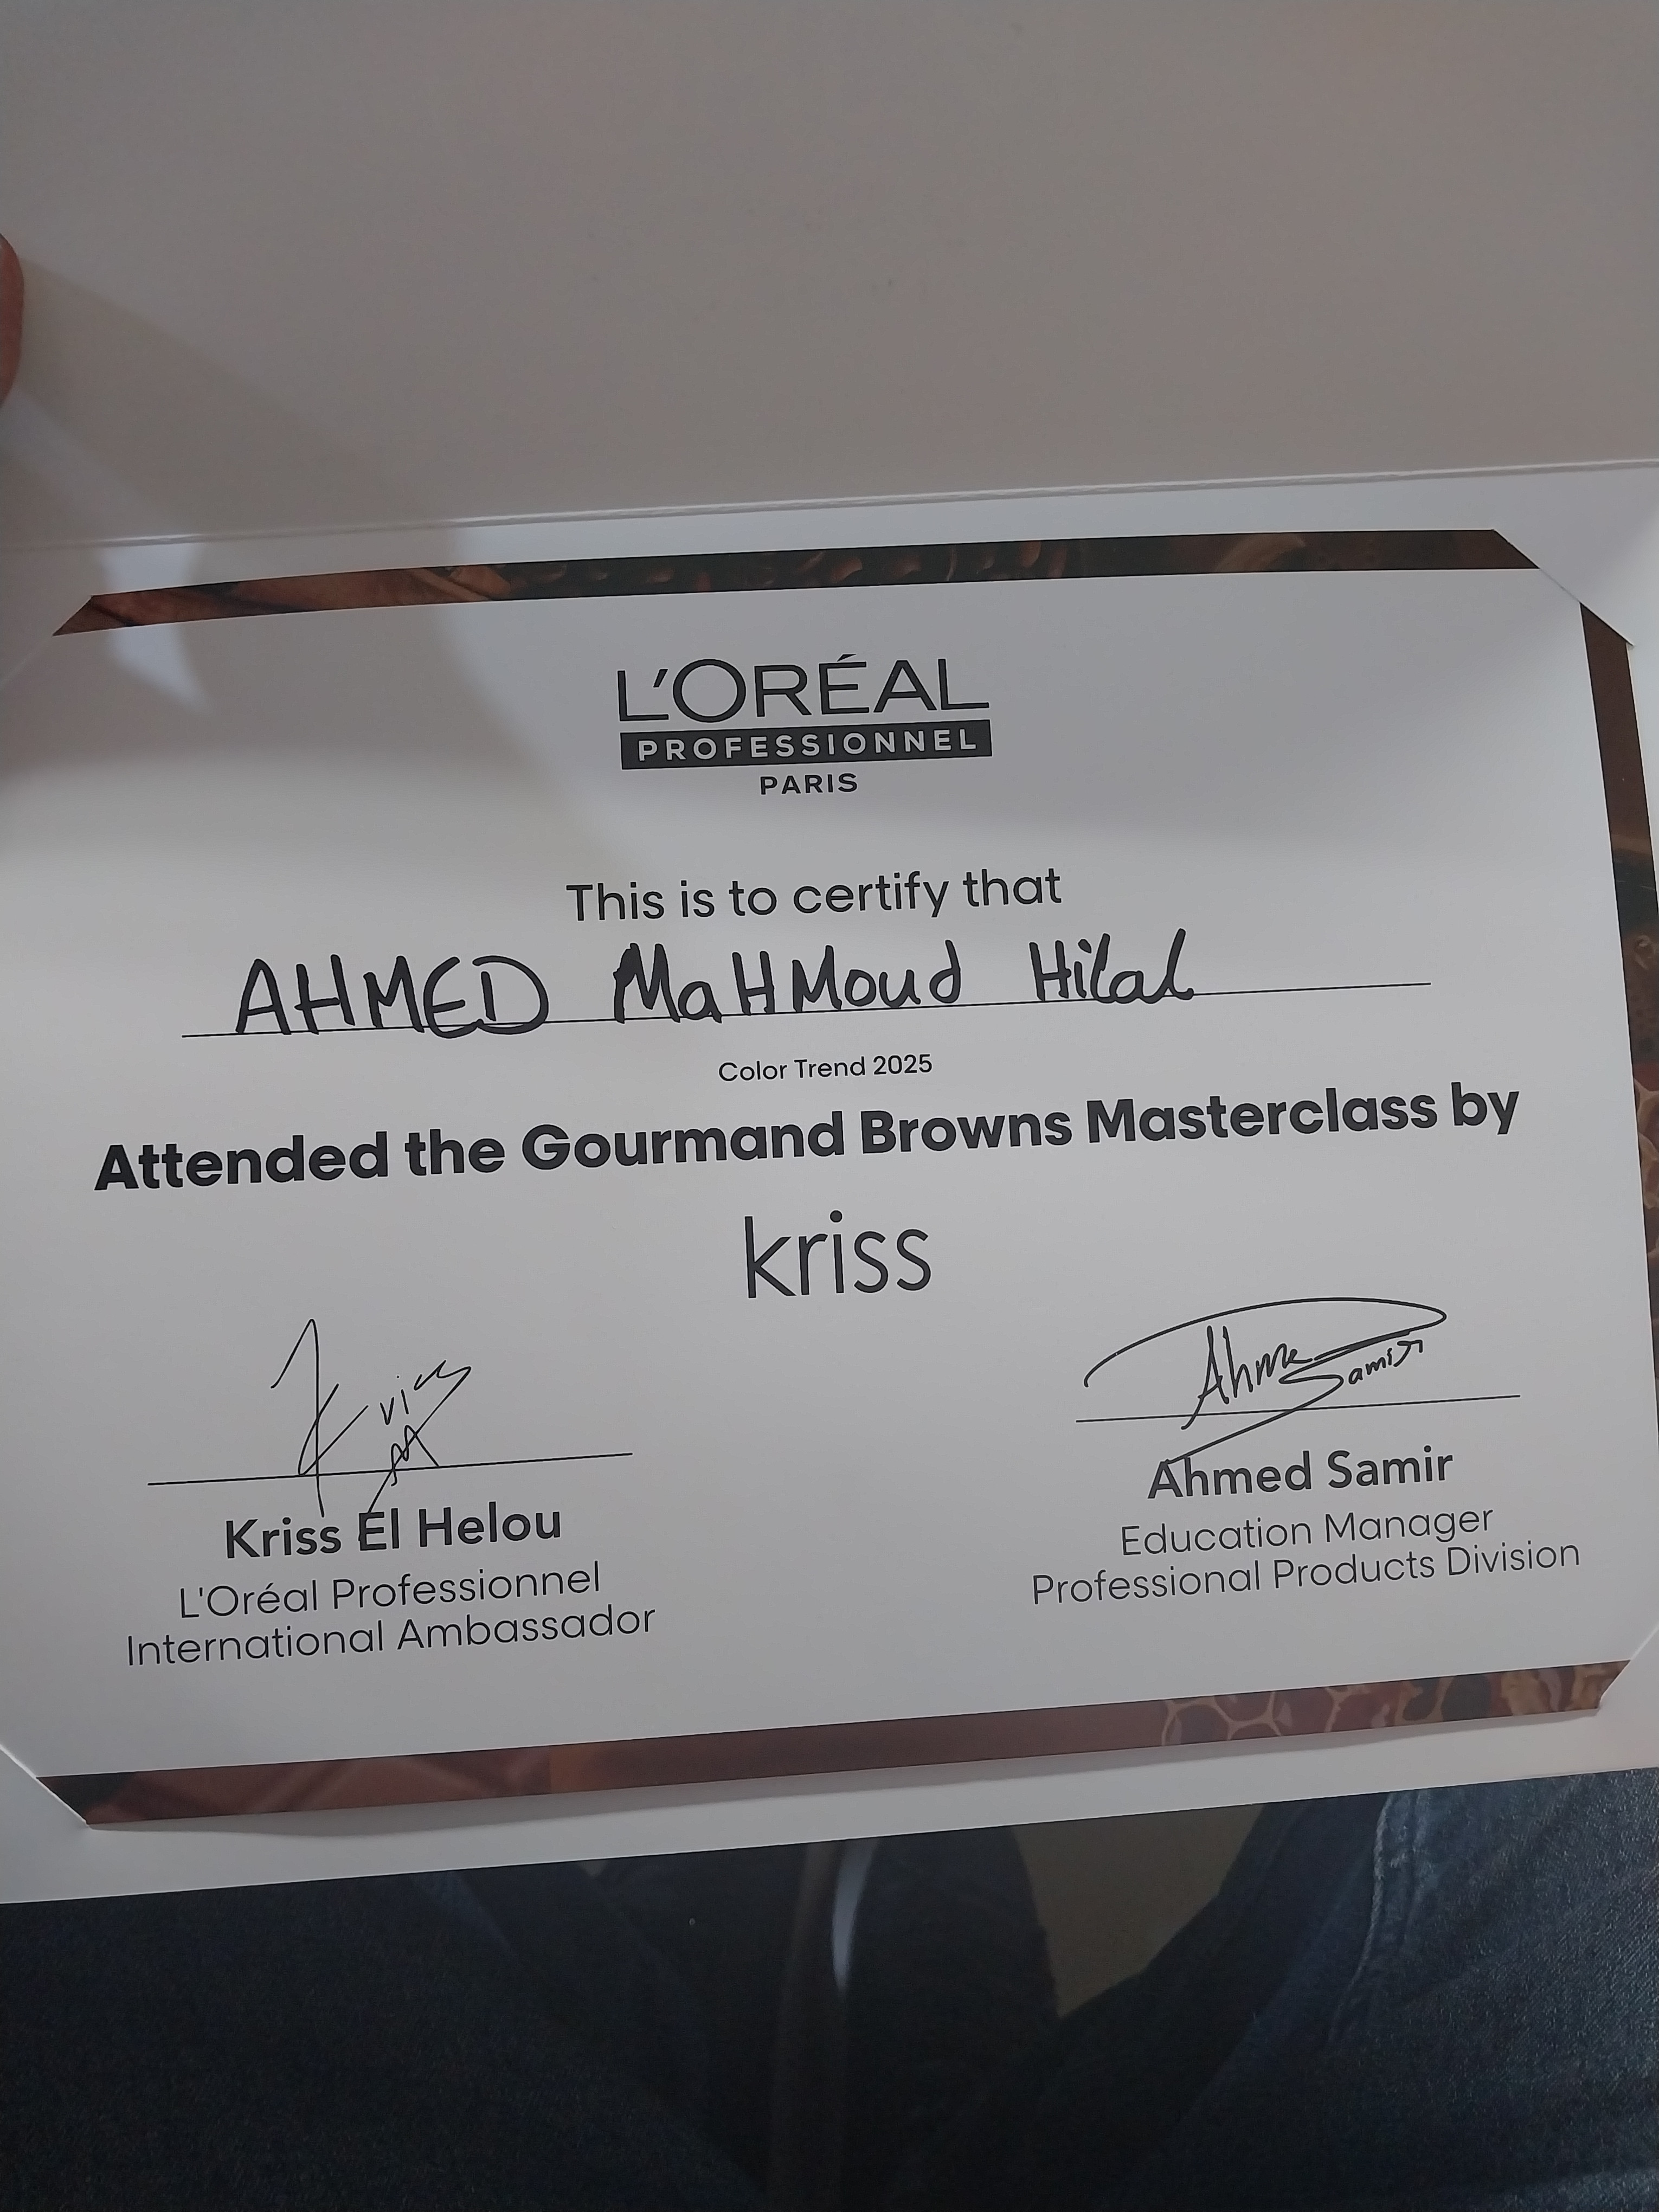 L'ORÉAL
PROFESSIONNEL
PARIS
This is to certify that
AHMED MaHMoud Hilal
Color Trend 2025
Attended the Gourmand Browns Masterclass by
kriss
Ahmed Samir
Kriss El Helou
L'Oréal Professionnel
International Ambassador
Education Manager
Professional Products Division